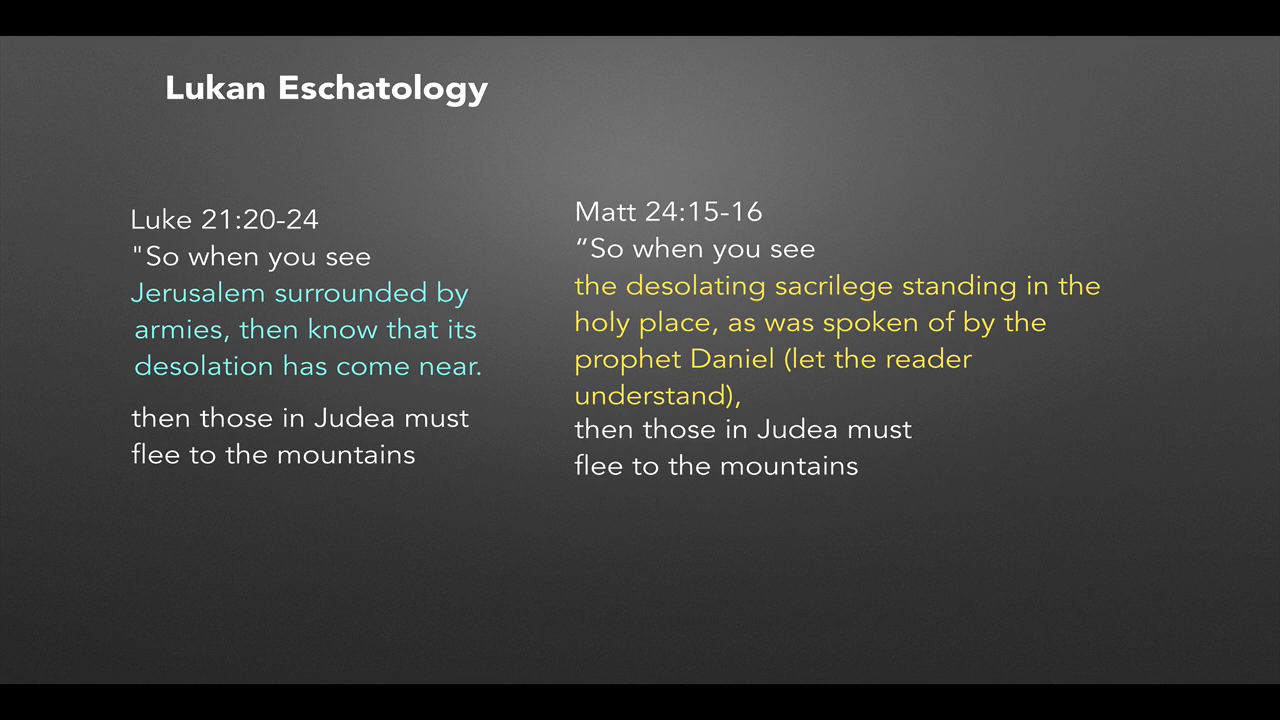 Lukan Eschatology
Luke 21:20-24
"So when you see
Jerusalem surrounded by
armies, then know that its
desolation has come near.
then those in Judea must
flee to the mountains
Matt 24:15-16
“So when you see
the desolating sacrilege standing in the
holy place, as was spoken of by the
prophet Daniel (let the reader
understand),
then those in Judea must
flee to the mountains